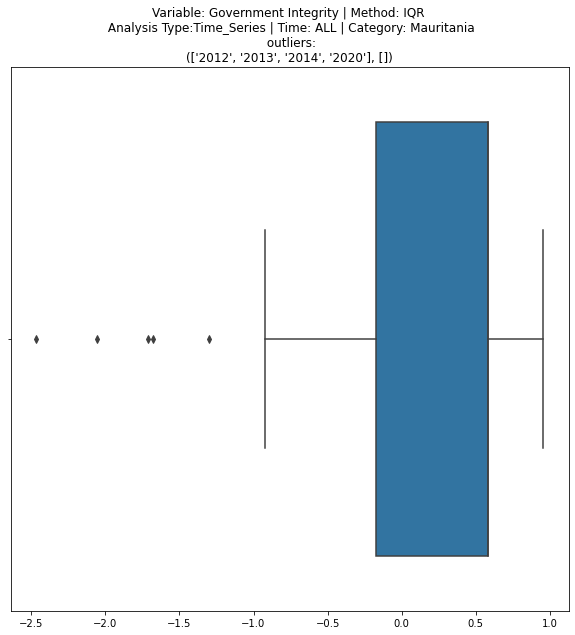 Variable: Government Integrity | Method: IQR
Analysis Type:Time_Series | Time: ALL | Category: Mauritania
outliers:
(['2012', '2013', '2014', '2020'], [])
−2.5 −2.0 −1.5 −1.0 −0.5 0.0 0.5 1.0